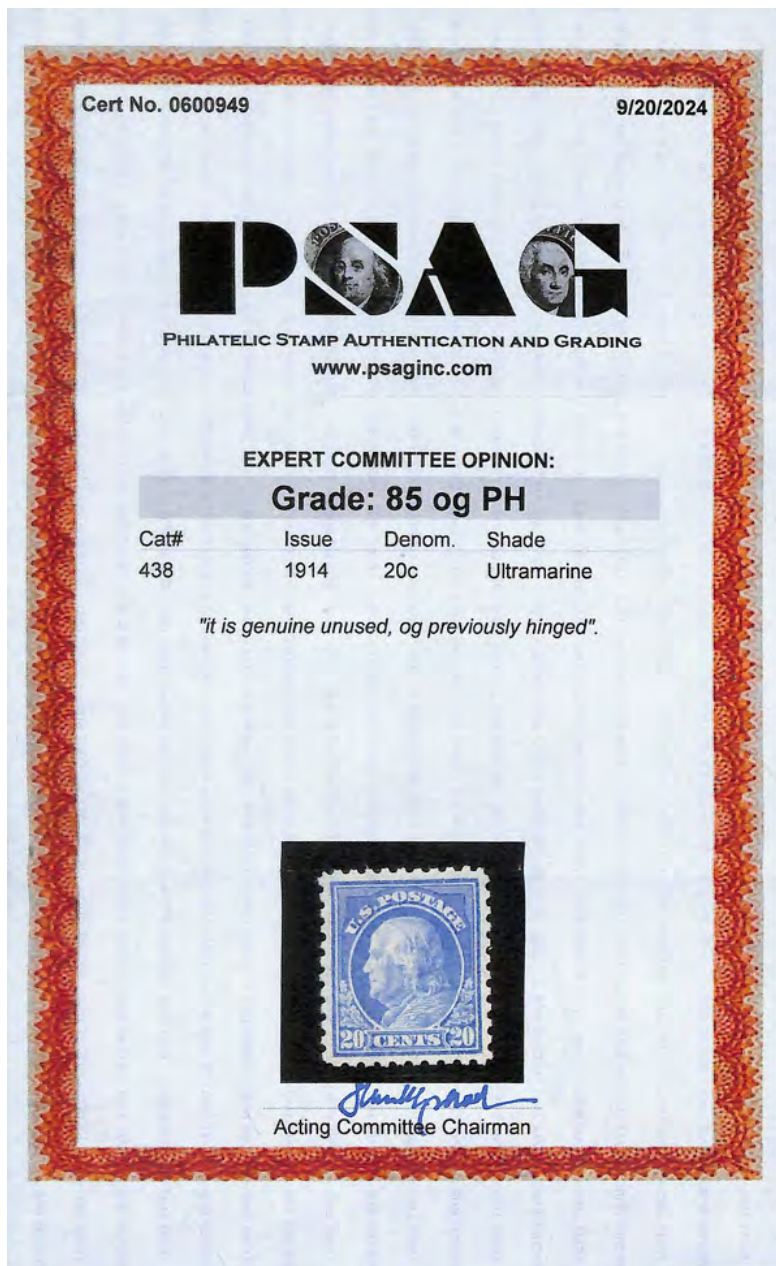 Cert No. 0600949 9/20/2024
PSAG
PHILATELIC STAMP AUTHENTICATION AND GRADING
www.psaginc.com
EXPERT COMMITTEE OPINION:
Grade: 85 og PH
Cat# Issue Denom. Shade
438 1914 20c Ultramarine
"it is genuine unused, og previously hinged".
U.S. POSTAGE
20 CENTS 20
Acting Committee Chairman